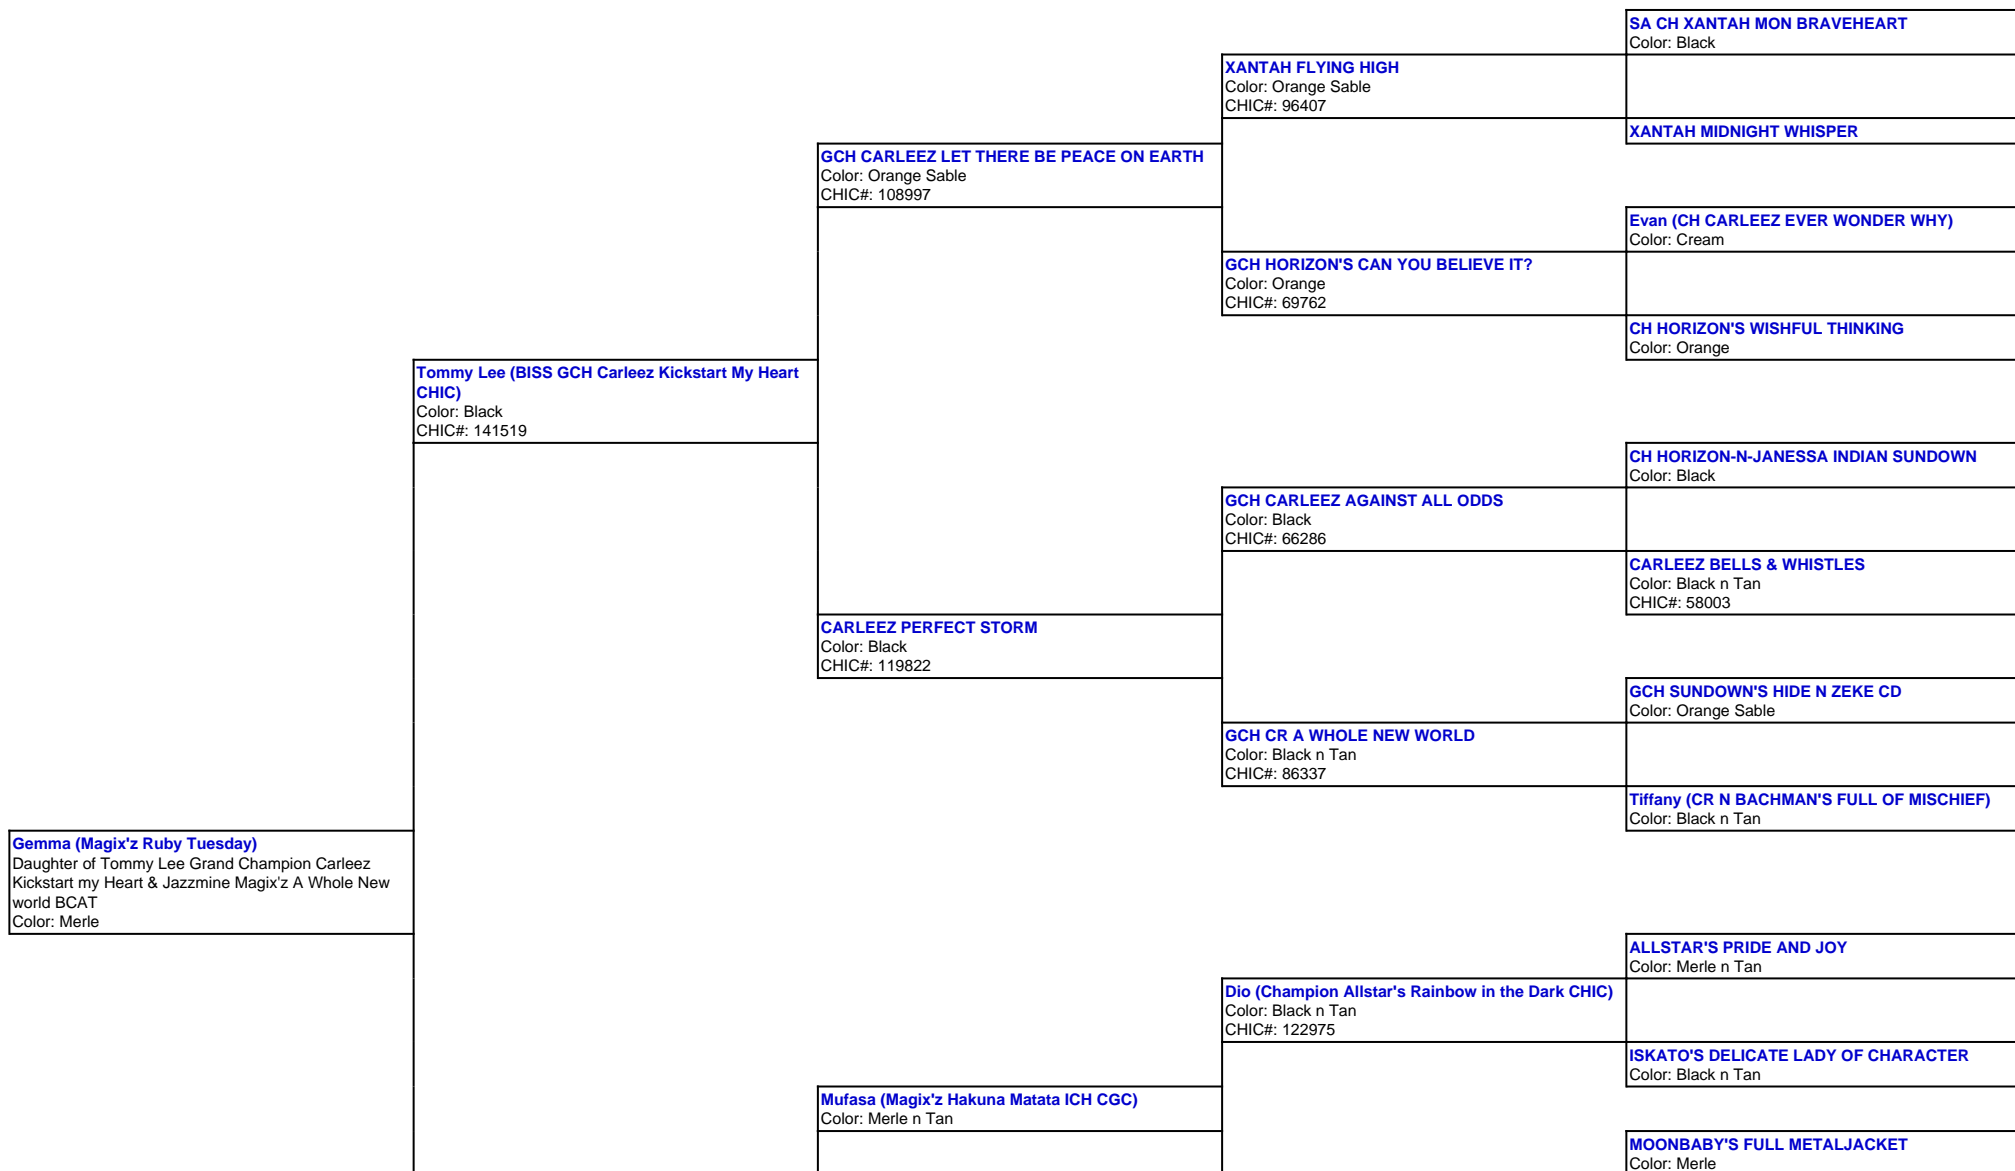 SA CH XANTAH MON BRAVEHEART
Color: Black
XANTAH FLYING HIGH
Color: Orange Sable
CHIC#: 96407
XANTAH MIDNIGHT WHISPER
GCH CARLEEZ LET THERE BE PEACE ON EARTH
Color: Orange Sable
CHIC#: 108997
Evan (CH CARLEEZ EVER WONDER WHY)
Color: Cream
GCH HORIZON'S CAN YOU BELIEVE IT?
Color: Orange
CHIC#: 69762
CH HORIZON'S WISHFUL THINKING
Color: Orange
Tommy Lee (BISS GCH Carleez Kickstart My Heart
CHIC)
Color: Black
CHIC#: 141519
CH HORIZON-N-JANESSA INDIAN SUNDOWN
Color: Black
GCH CARLEEZ AGAINST ALL ODDS
Color: Black
CHIC#: 66286
CARLEEZ BELLS & WHISTLES
Color: Black n Tan
CHIC#: 58003
CARLEEZ PERFECT STORM
Color: Black
CHIC#: 119822
GCH SUNDOWN'S HIDE N ZEKE CD
Color: Orange Sable
GCH CR A WHOLE NEW WORLD
Color: Black n Tan
CHIC#: 86337
Tiffany (CR N BACHMAN'S FULL OF MISCHIEF)
Color: Black n Tan
Gemma (Magix'z Ruby Tuesday)
Daughter of Tommy Lee Grand Champion Carleez
Kickstart my Heart & Jazzmine Magix'z A Whole New
world BCAT
Color: Merle
ALLSTAR'S PRIDE AND JOY
Color: Merle n Tan
Dio (Champion Allstar's Rainbow in the Dark CHIC)
Color: Black n Tan
CHIC#: 122975
ISKATO'S DELICATE LADY OF CHARACTER
Color: Black n Tan
Mufasa (Magix'z Hakuna Matata ICH CGC)
Color: Merle n Tan
MOONBABY'S FULL METALJACKET
Color: Merle